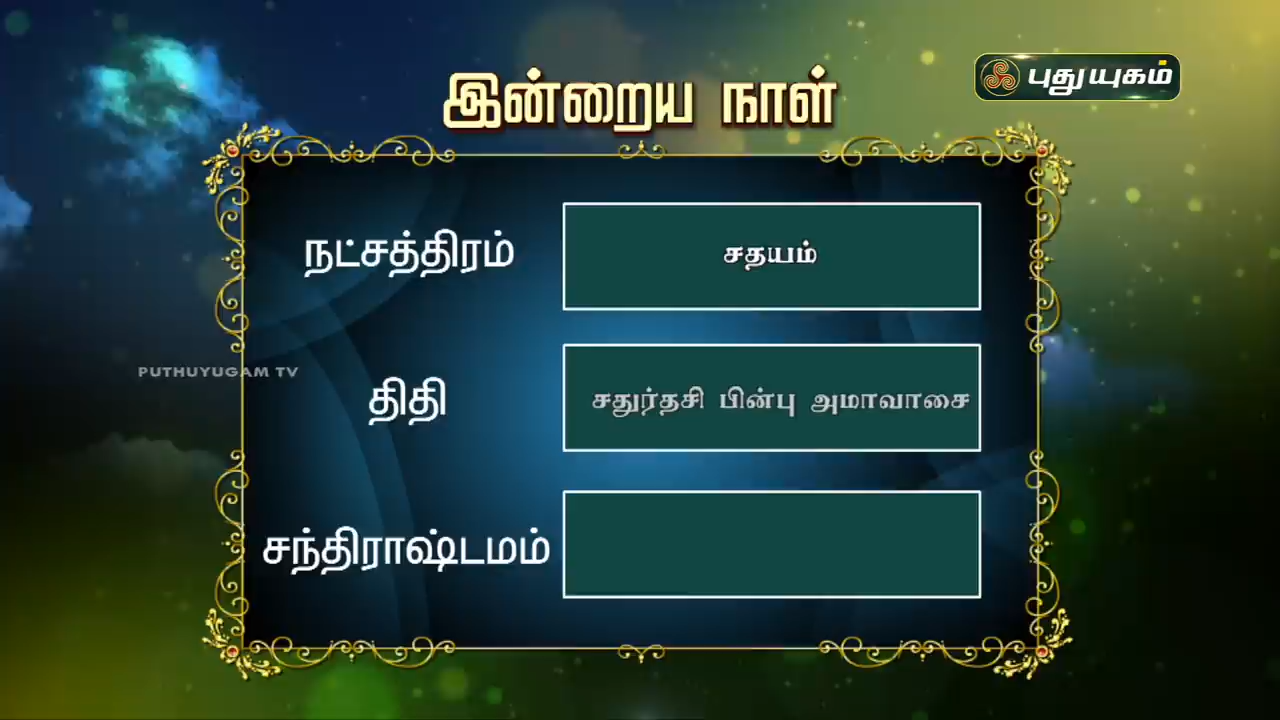 இன்றைய நாள்
புதுயுகம்
நட்சத்திரம்
சதயம்
PUTHUYUGAM TV
திதி
சதுர்தசி பின்பு அமாவாசை
சந்திராஷ்டமம்